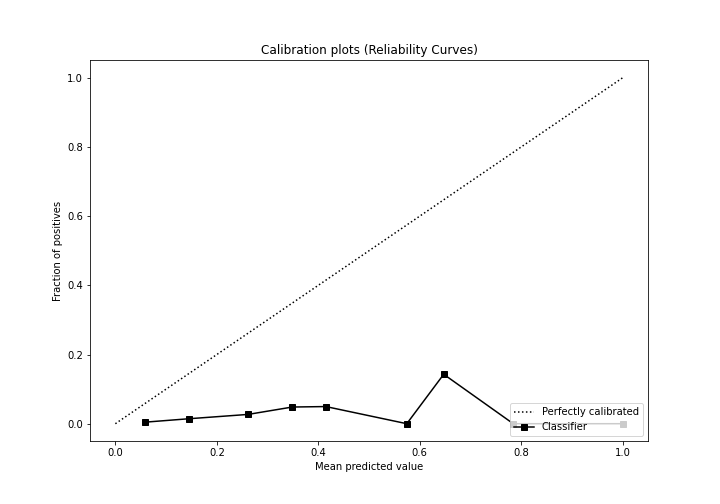 Calibration plots (Reliability Curves)
Fraction of positives
1.0
0.8
0.6
0.4
0.2
0.0
0.0 0.2 0.4 0.6 0.8 1.0
Mean predicted value
Perfectly calibrated
Classifier